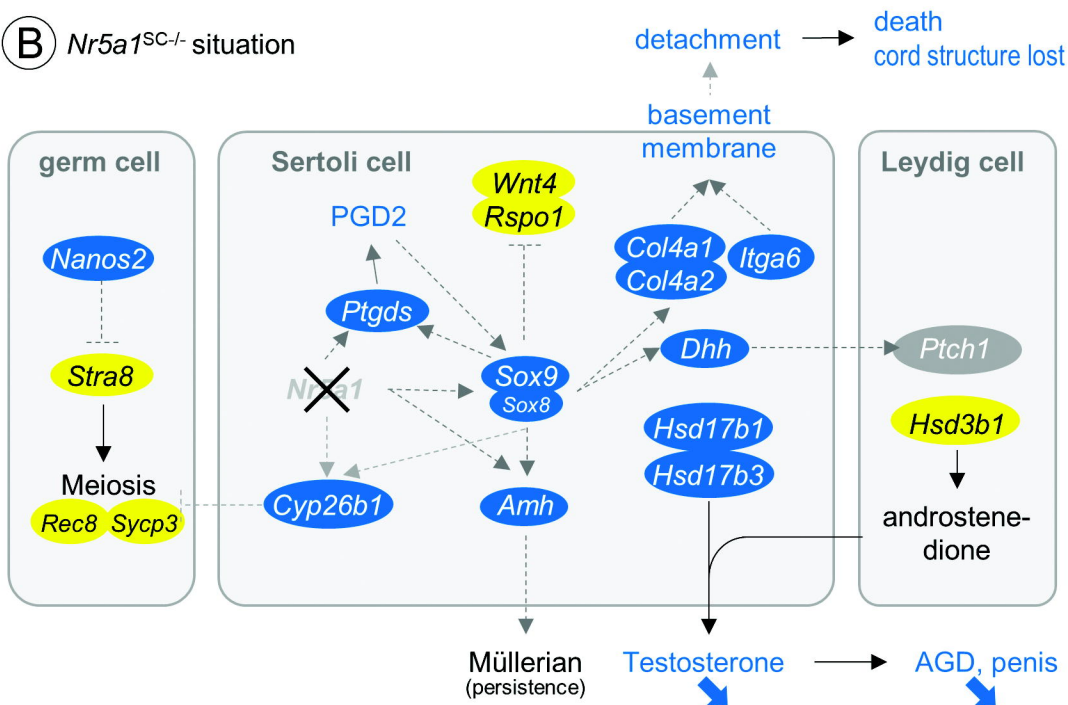 B Nr5a1SC-/- situation
detachment
death
cord structure lost
basement
membrane
germ cell
Sertoli cell
Leydig cell
Wnt4
Rspo1
PGD2
Nanos2
Col4a1
Col4a2
Itga6
Ptgds
Dhh
Ptch1
Stra8
Nr5a1
Sox9
Sox8
Hsd17b1
Hsd17b3
Hsd3b1
Meiosis
Rec8 Sycp3
Cyp26b1
Amh
androstene-
dione
Müllerian
(persistence)
Testosterone
AGD, penis